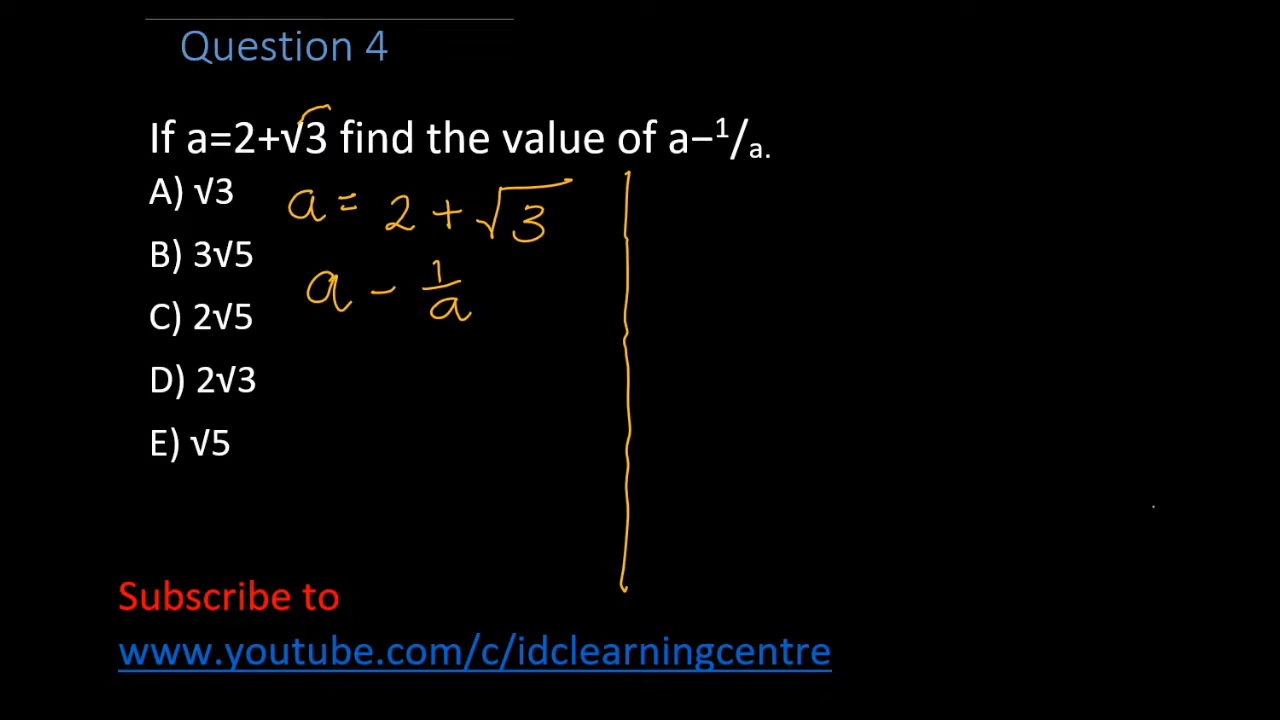 Question 4
If a=2+√3 find the value of a−¹/ₐ.
A) √3
a = 2 + √3
B) 3√5
a - 1/a
C) 2√5
D) 2√3
E) √5
Subscribe to
www.youtube.com/c/idclearningcentre